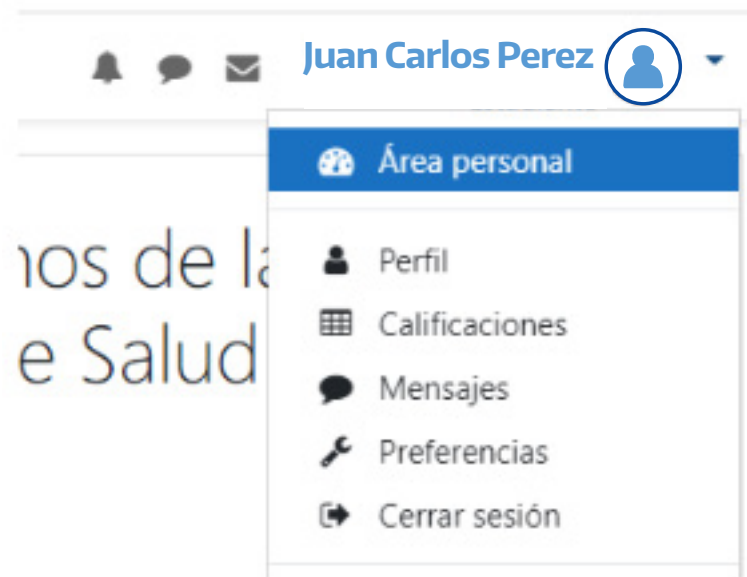 Juan Carlos Perez
Área personal
nos de la
e Salud
Perfil
Calificaciones
Mensajes
Preferencias
Cerrar sesión